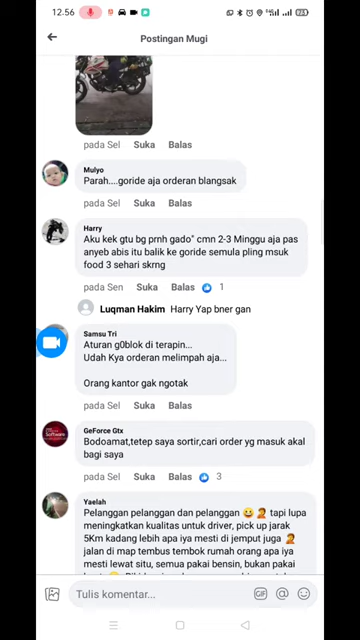 12.56
23
Postingan Mugi
pada Sel Suka Balas
Mulyo
Parah....goride aja orderan blangsak
pada Sel Suka Balas
Harry
Aku kek gtu bg prnh gado" cmn 2-3 Minggu aja pas
anyeb abis itu balik ke goride semula pling msuk
food 3 sehari skrng
pada Sen Suka Balas 1
Luqman Hakim Harry Yap bner gan
Samsu Tri
Aturan g0blok di terapin...
Udah Kya orderan melimpah aja...
Orang kantor gak ngotak
pada Sel Suka Balas
GeForce Gtx
Bodoamat,tetep saya sortir,cari order yg masuk akal
bagi saya
pada Sel Suka Balas 3
Yaelah
Pelanggan pelanggan dan pelanggan 😀🤦 tapi lupa
meningkatkan kualitas untuk driver, pick up jarak
5Km kadang lebih apa iya mesti di jemput juga 🤦
jalan di map tembus tembok rumah orang apa iya
mesti lewat situ, semua pakai bensin, bukan pakai
Tulis komentar...
GIF